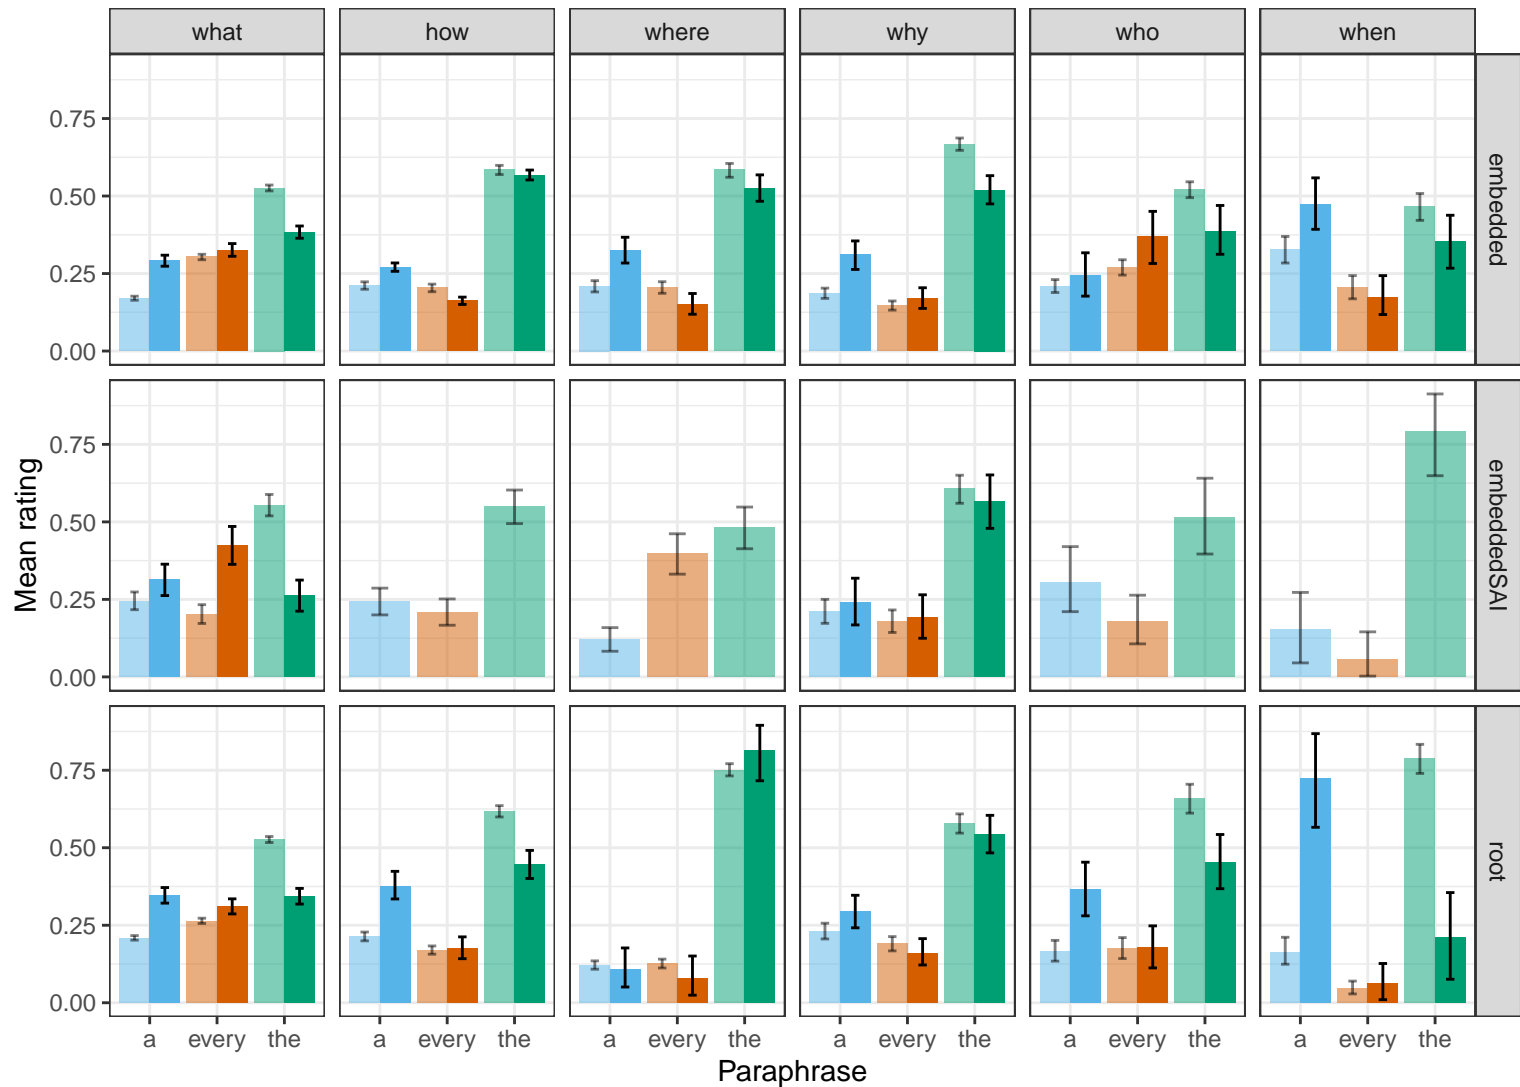 what how where why who when
0.75
0.50
0.25
0.00
embedded
Mean rating
0.75
0.50
0.25
0.00
embeddedSAI
0.75
0.50
0.25
0.00
root
a every the a every the a every the a every the a every the a every the
Paraphrase